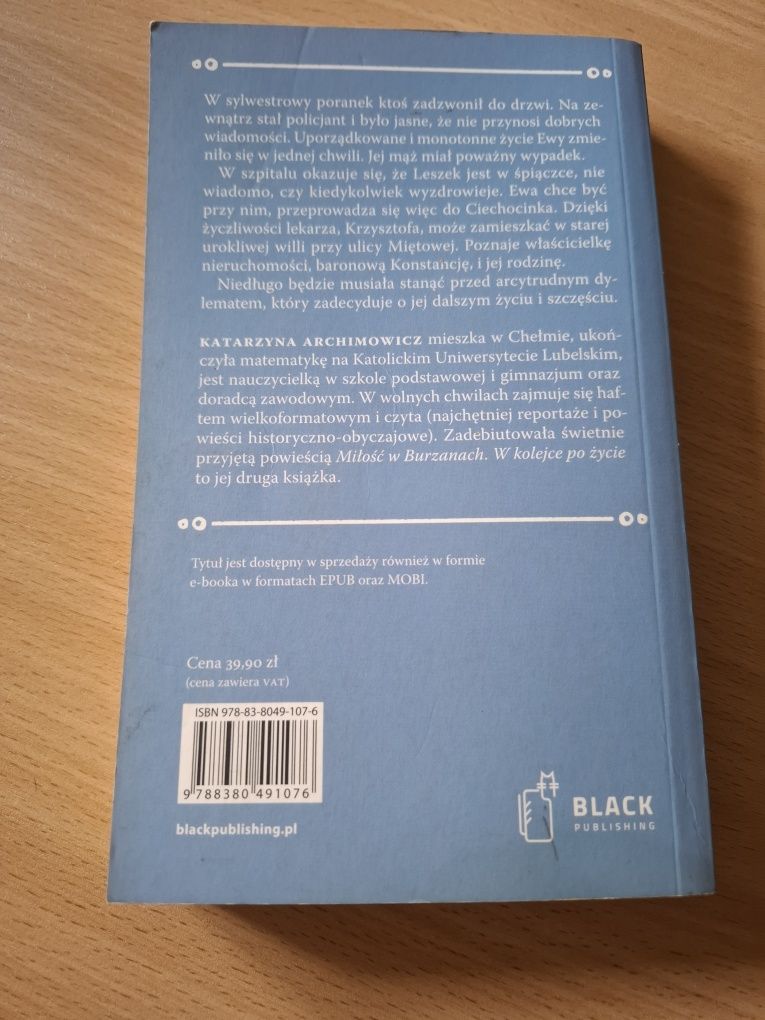 W sylwestrowy poranek ktoś zadzwonił do drzwi. Na ze-
wnątrz stał policjant i było jasne, że nie przynosi dobrych
wiadomości. Uporządkowane i monotonne życie Ewy zmie-
niło się w jednej chwili. Jej mąż miał poważny wypadek.
W szpitalu okazuje się, że Leszek jest w śpiączce, nie
wiadomo, czy kiedykolwiek wyzdrowieje. Ewa chce być
przy nim, przeprowadza się więc do Ciechocinka. Dzięki
życzliwości lekarza, Krzysztofa, może zamieszkać w starej
urokliwej willi przy ulicy Miętowej. Poznaje właścicielkę
nieruchomości, baronową Konstancję, i jej rodzinę.
Niedługo będzie musiała stanąć przed arcytrudnym dy-
lematem, który zadecyduje o jej dalszym życiu i szczęściu.
KATARZYNA ARCHIMOWICZ mieszka w Chełmie, ukoń-
czyła matematykę na Katolickim Uniwersytecie Lubelskim,
jest nauczycielką w szkole podstawowej i gimnazjum oraz
doradcą zawodowym. W wolnych chwilach zajmuje się haf-
tem wielkoformatowym i czyta (najchętniej reportaże i po-
wieści historyczno-obyczajowe). Zadebiutowała świetnie
przyjętą powieścią Miłość w Burzanach. W kolejce po życie
to jej druga książka.
Tytuł jest dostępny w sprzedaży również w formie
e-booka w formatach EPUB oraz MOBI.
Cena 39,90 zł
(cena zawiera VAT)
ISBN 978-83-8049-107-6
9 788380 491076
blackpublishing.pl
BLACK
PUBLISHING